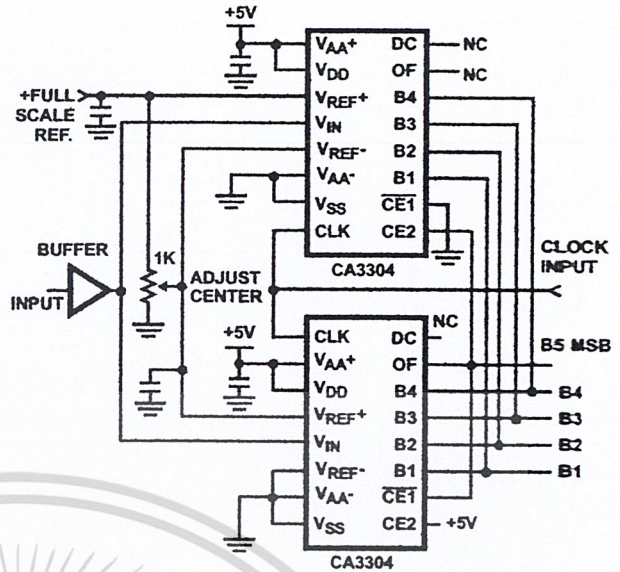 +5V
VAA+ DC NC
VDD OF NC
+FULL SCALE REF.
VREF+ B4
VIN B3
VREF- B2
VAA- B1
VSS CE1
CLK CE2
CA3304
BUFFER
INPUT
1K
ADJUST CENTER
CLOCK INPUT
+5V
CLK DC NC
VAA+ OF B5 MSB
VDD B4 B4
VREF+ B3 B3
VIN B2 B2
VREF- B1 B1
VAA- CE1
VSS CE2 +5V
CA3304